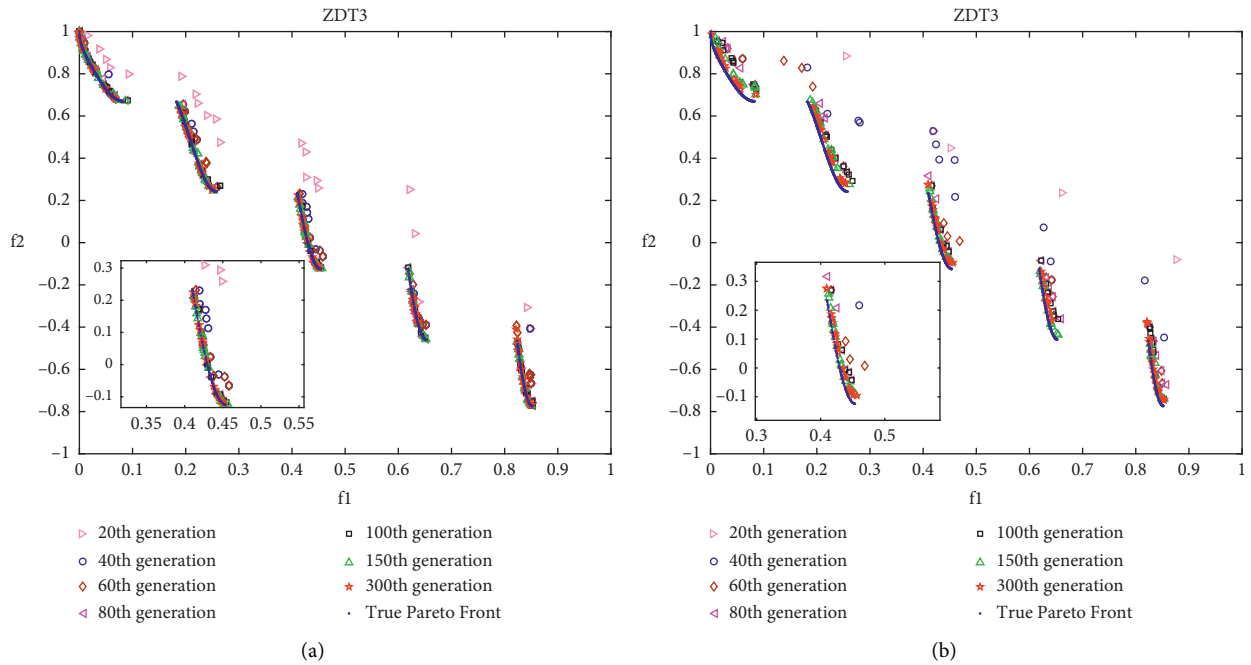 ZDT3
1
0.8
0.6
0.4
0.2
0
−0.2
−0.4
−0.6
−0.8
−1
f2
0.3
0.2
0.1
0
−0.1
0.35 0.4 0.45 0.5 0.55
0 0.1 0.2 0.3 0.4 0.5 0.6 0.7 0.8 0.9 1
f1
20th generation
40th generation
60th generation
80th generation
100th generation
150th generation
300th generation
True Pareto Front
(a)
ZDT3
1
0.8
0.6
0.4
0.2
0
−0.2
−0.4
−0.6
−0.8
−1
f2
0.3
0.2
0.1
0
−0.1
0.3 0.4 0.5
0 0.1 0.2 0.3 0.4 0.5 0.6 0.7 0.8 0.9 1
f1
20th generation
40th generation
60th generation
80th generation
100th generation
150th generation
300th generation
True Pareto Front
(b)